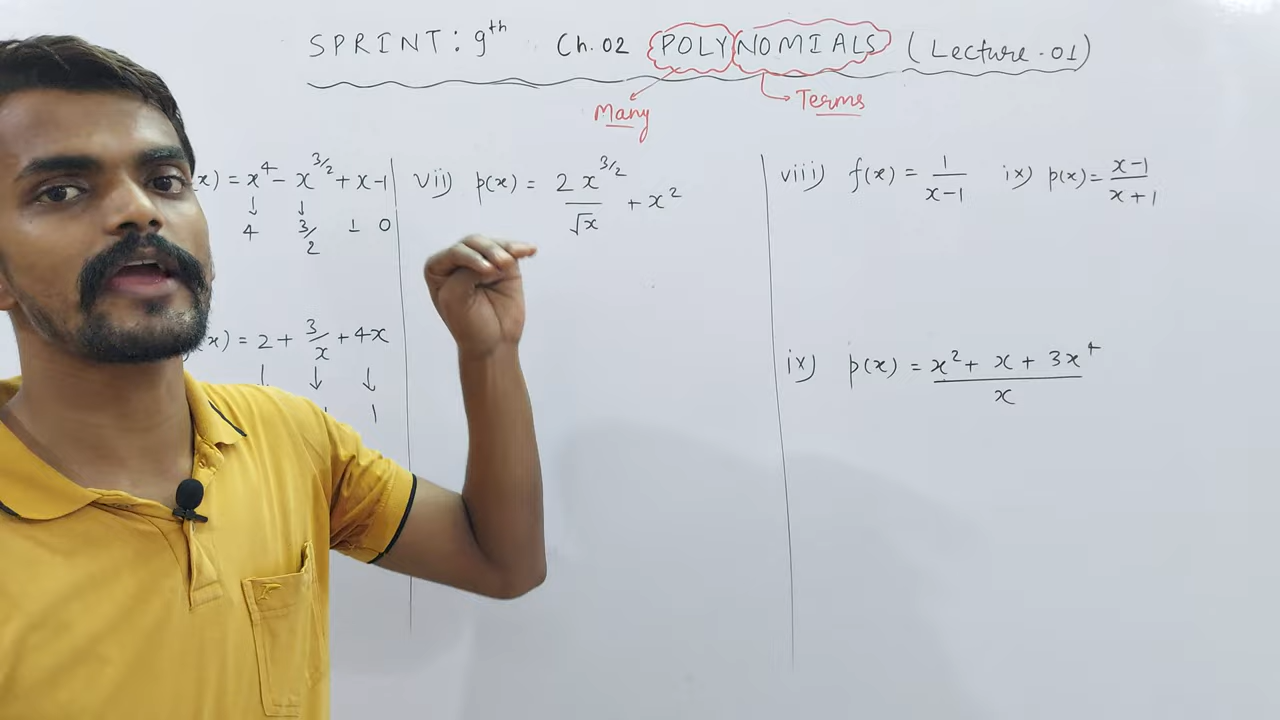 SPRINT: 9th Ch. 02 POLYNOMIALS (Lecture-01)
Many Terms
x) = x⁴ - x^3/2 + x - 1
↓ ↓
4 3/2 1 0
(x) = 2 + 3/x + 4x
↓ ↓ ↓
1
vii) p(x) = 2x^3/2 / √x + x²
viii) f(x) = 1/x-1 ix) p(x) = x-1/x+1
ix) p(x) = x² + x + 3x⁴ / x